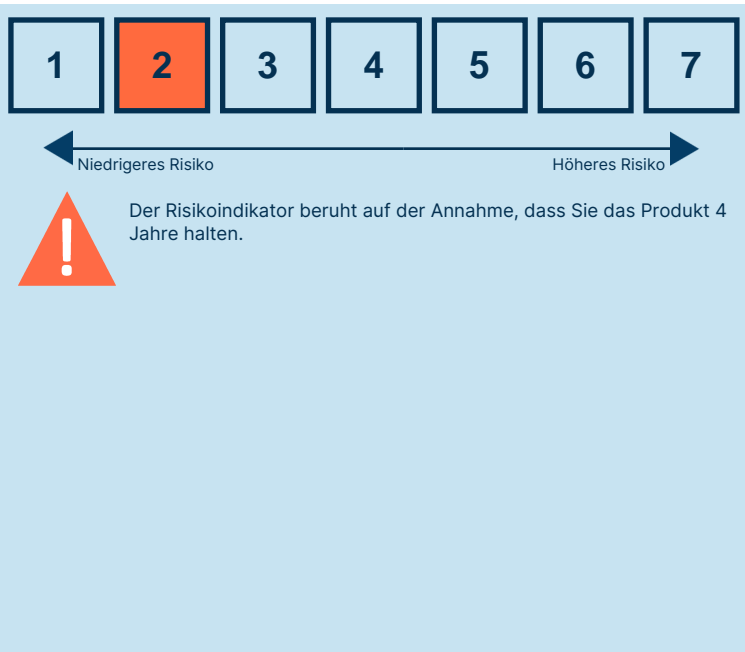 1 2 3 4 5 6 7
Niedrigeres Risiko Höheres Risiko
Der Risikoindikator beruht auf der Annahme, dass Sie das Produkt 4
Jahre halten.